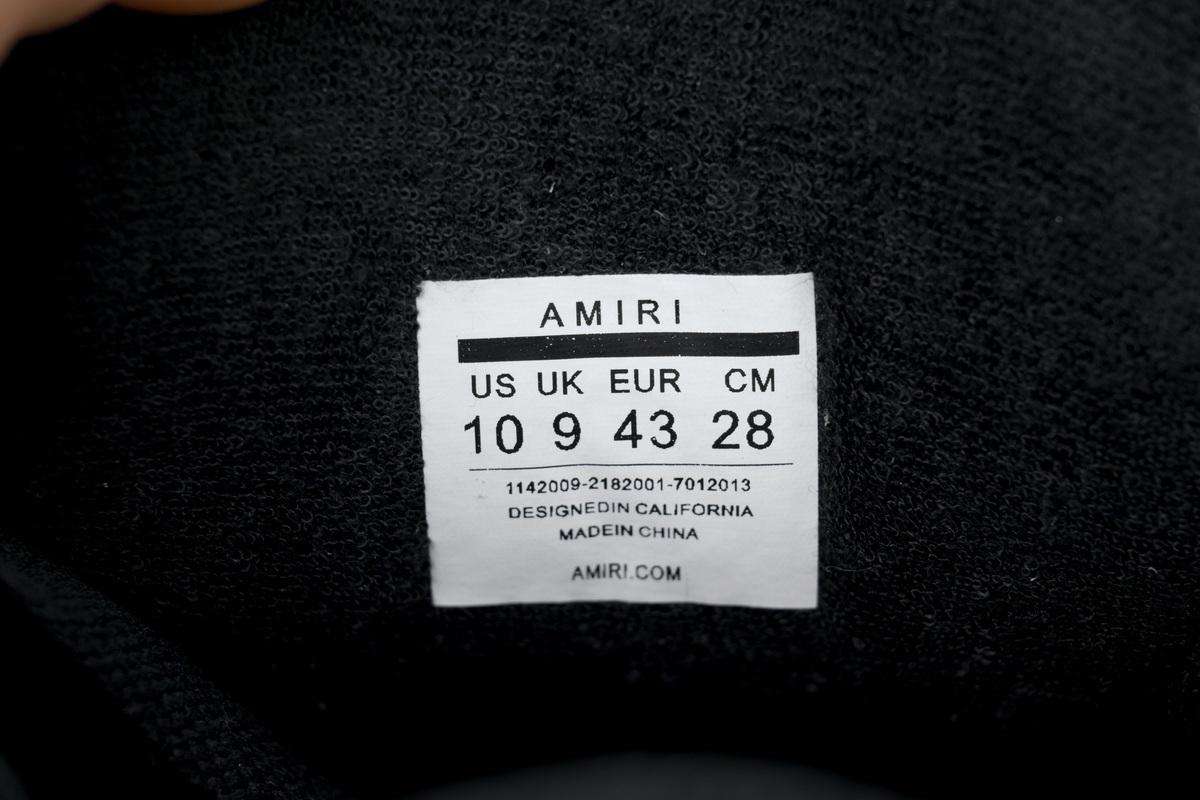 AMIRI
US UK EUR CM
10 9 43 28
1142009-2182001-7012013
DESIGNEDIN CALIFORNIA
MADEIN CHINA
AMIRI.COM